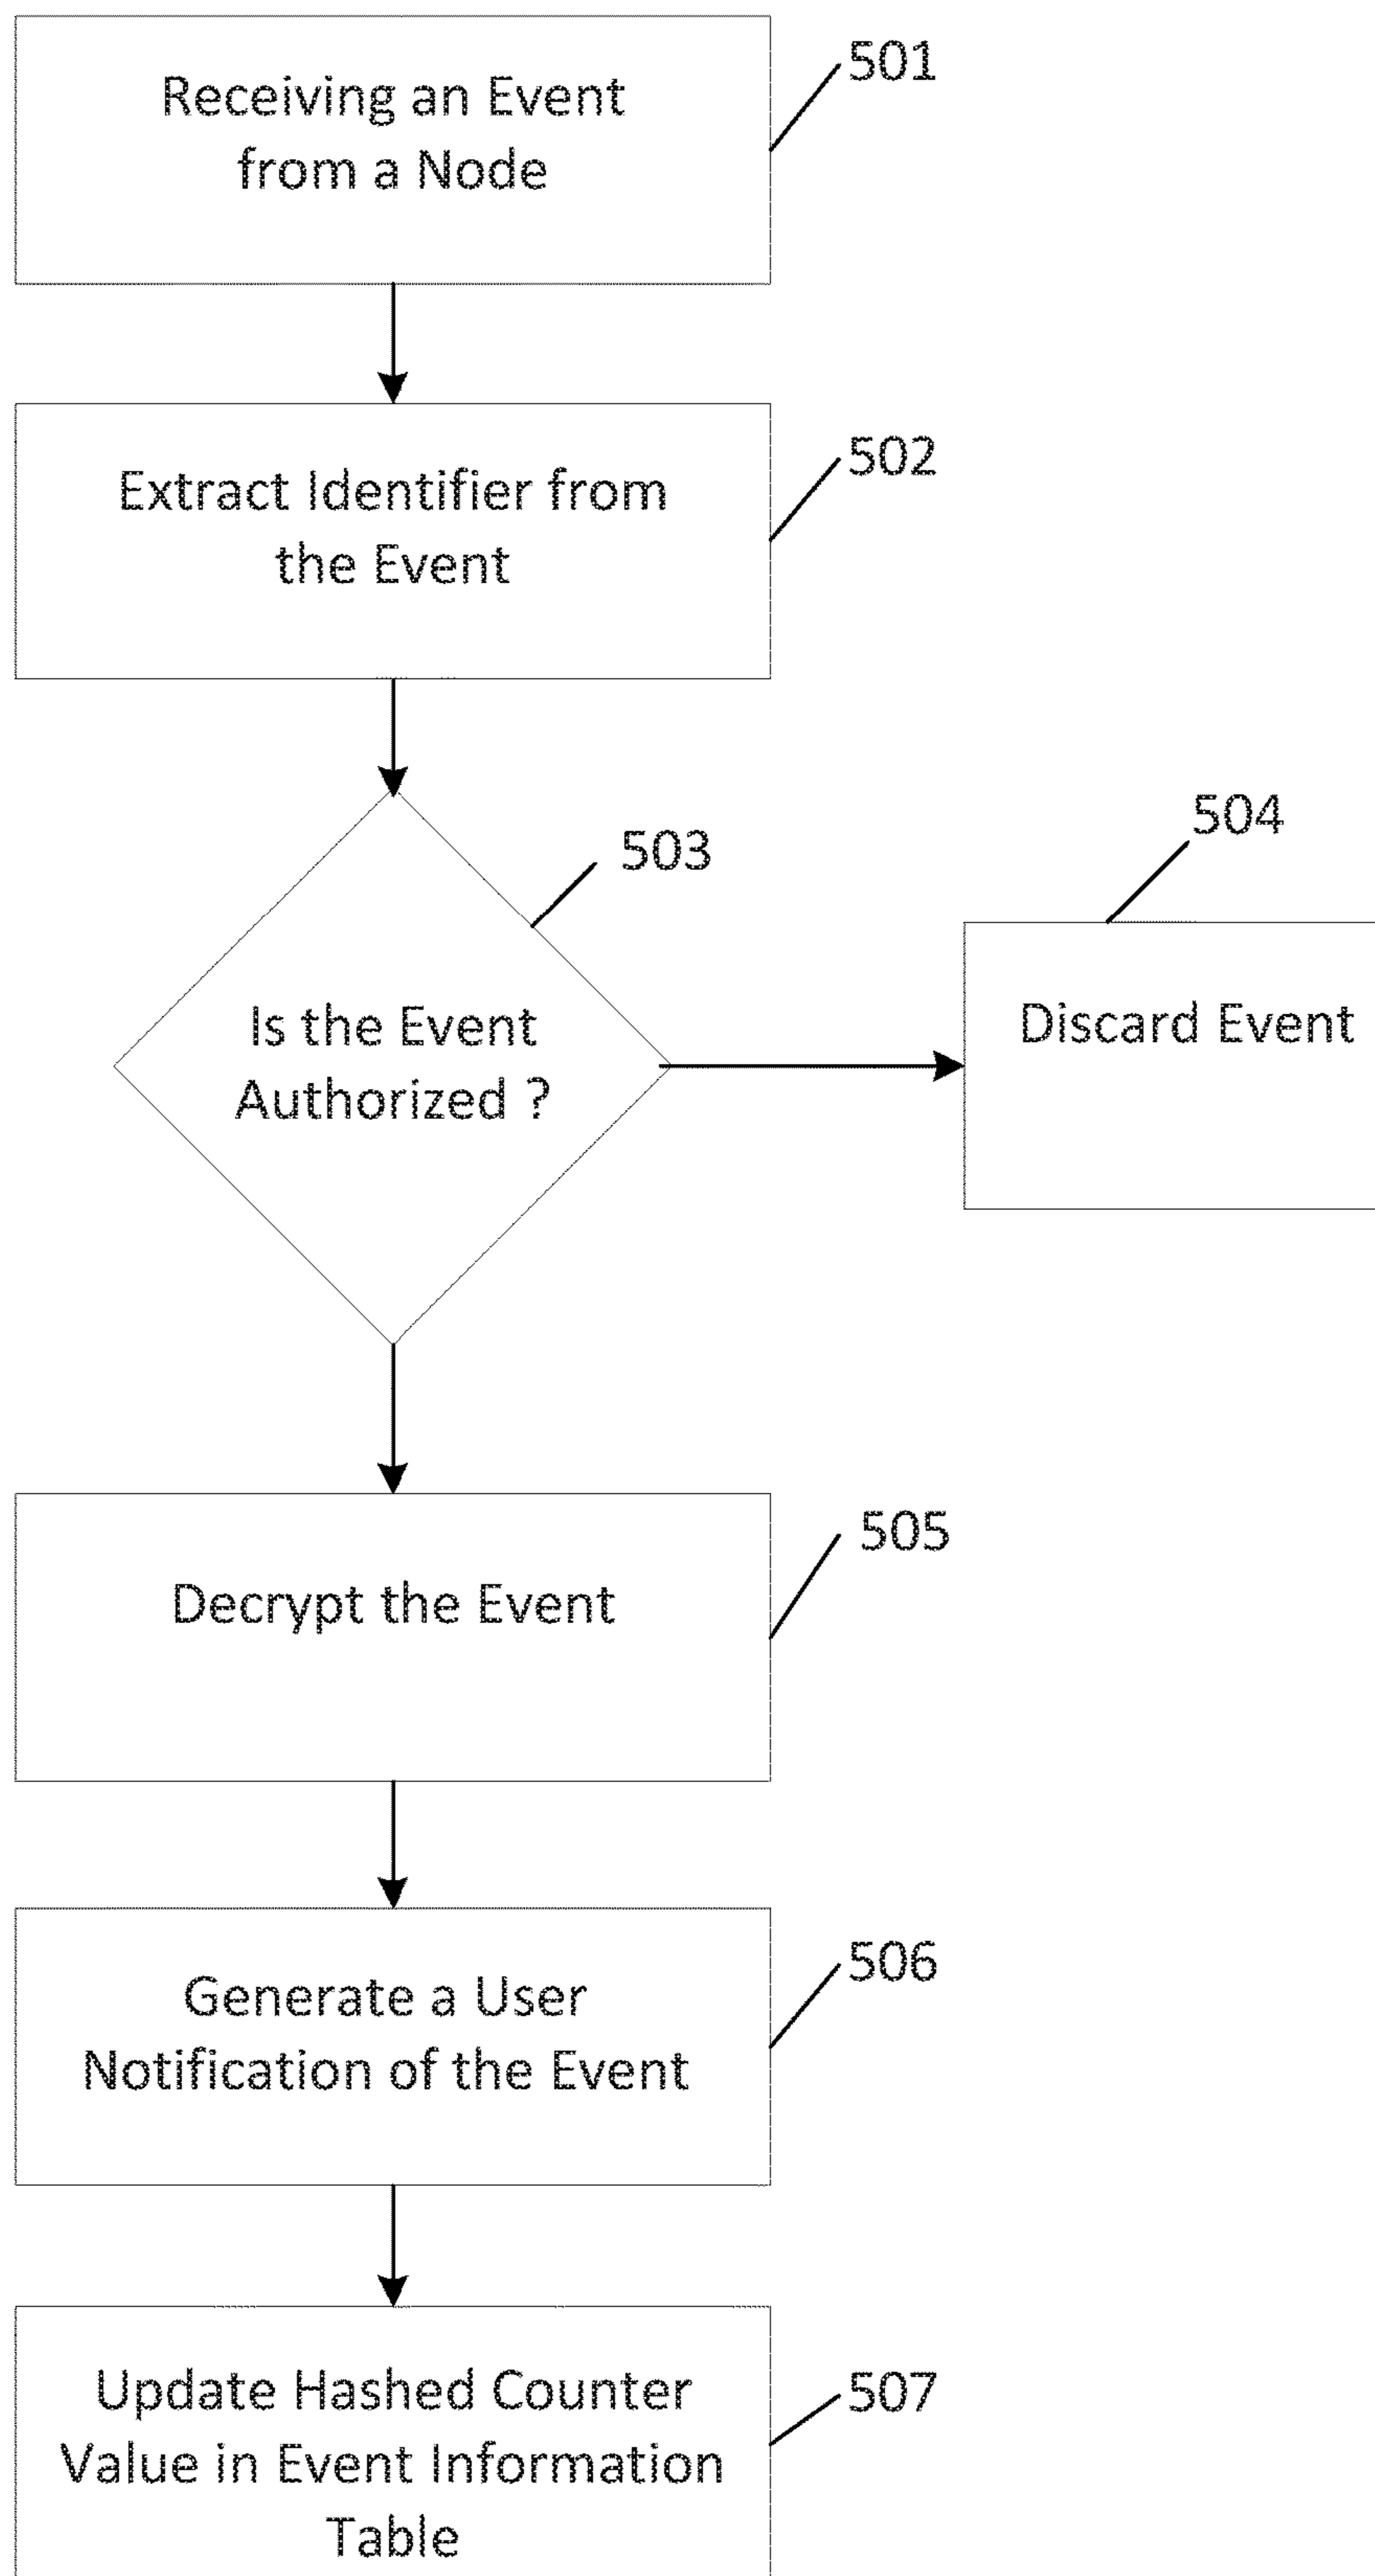 Receiving an Event
from a Node
501
Extract Identifier from
the Event
502
503
Is the Event
Authorized ?
504
Discard Event
Decrypt the Event
505
Generate a User
Notification of the Event
506
Update Hashed Counter
Value in Event Information
Table
507